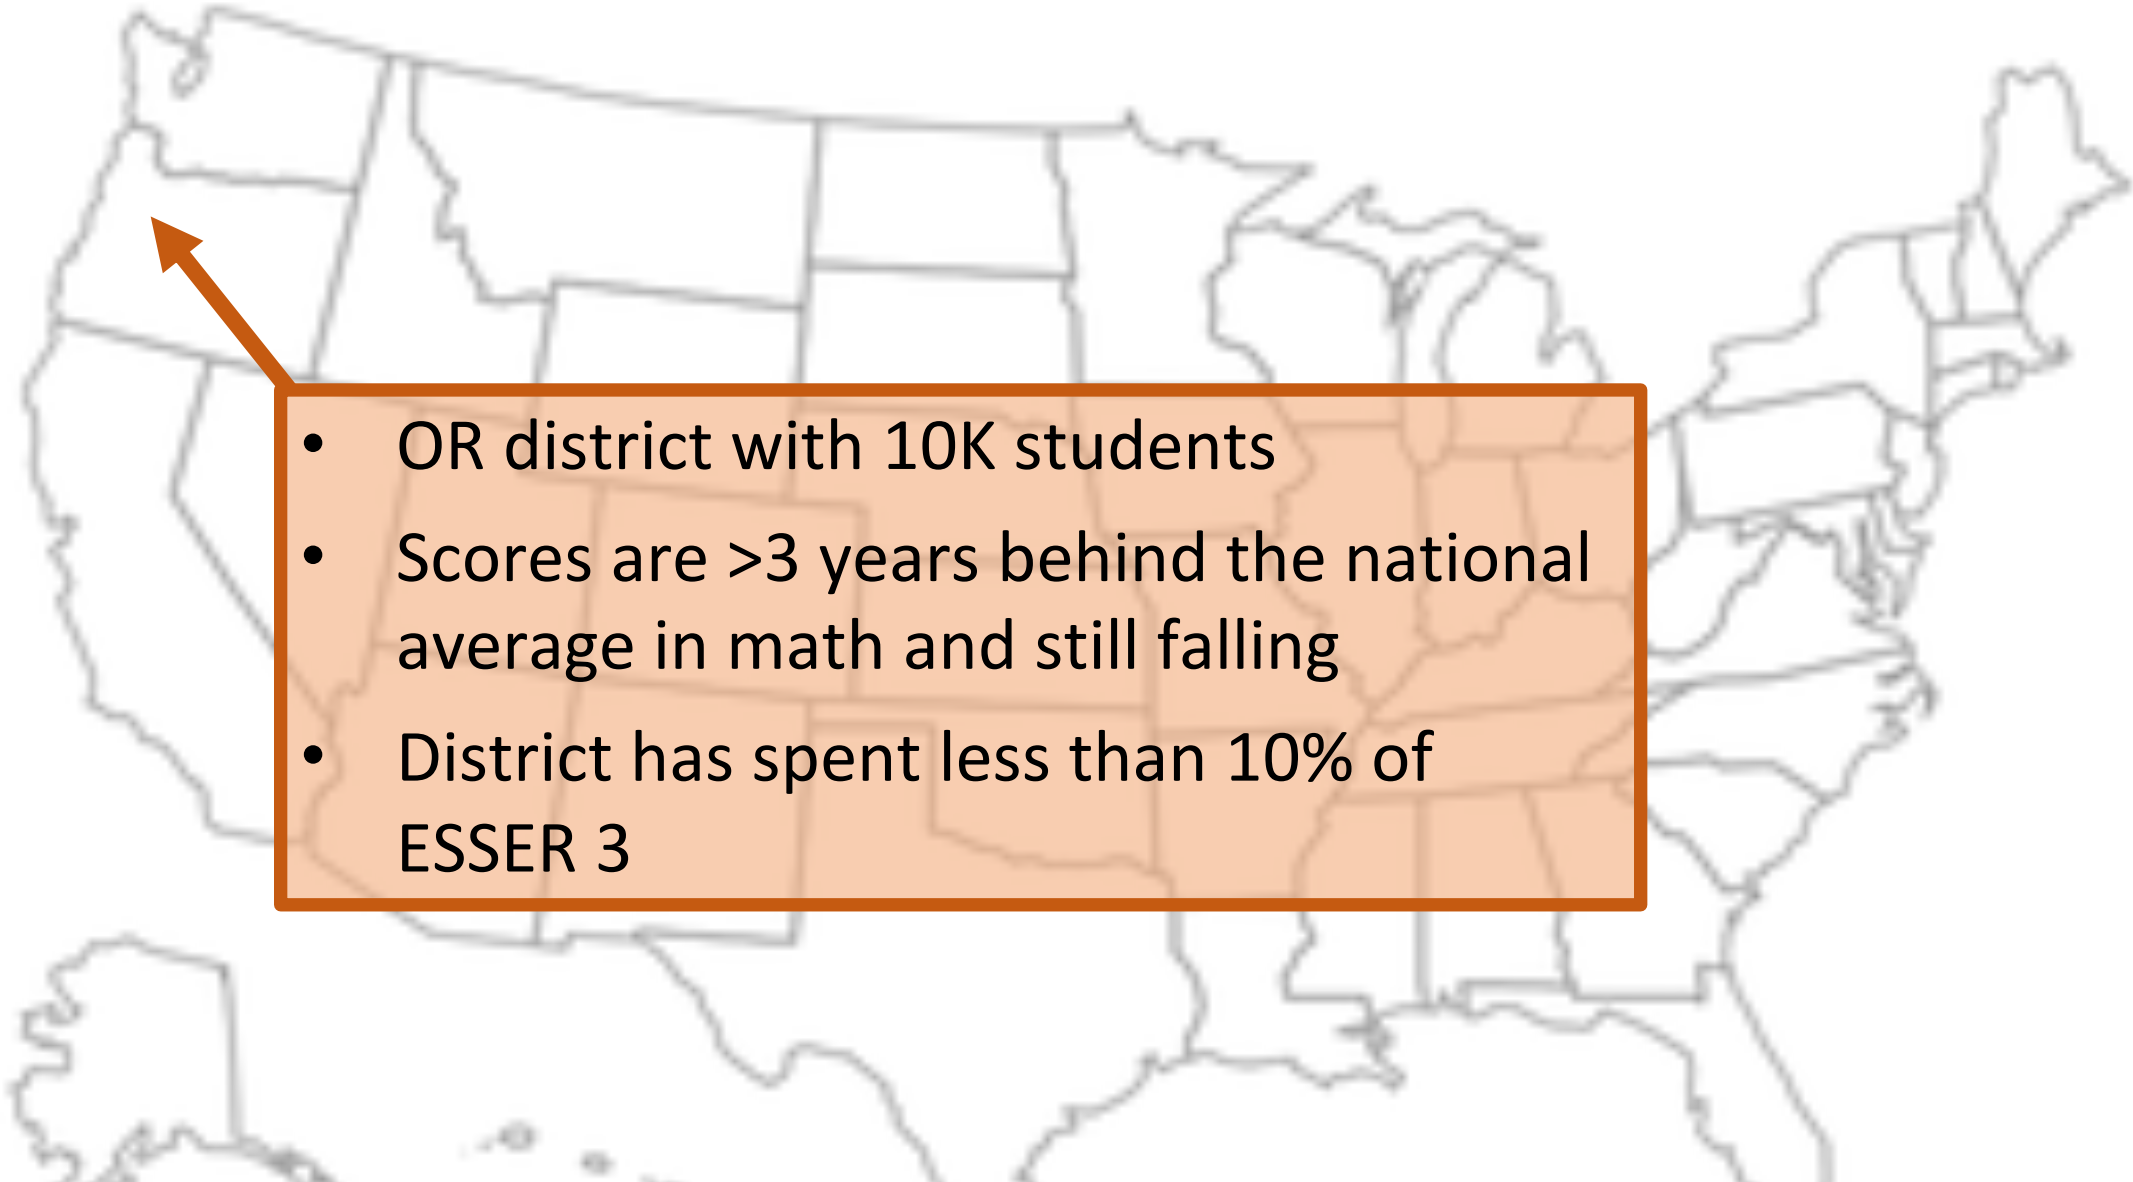 • OR district with 10K students
• Scores are >3 years behind the national
average in math and still falling
• District has spent less than 10% of
ESSER 3